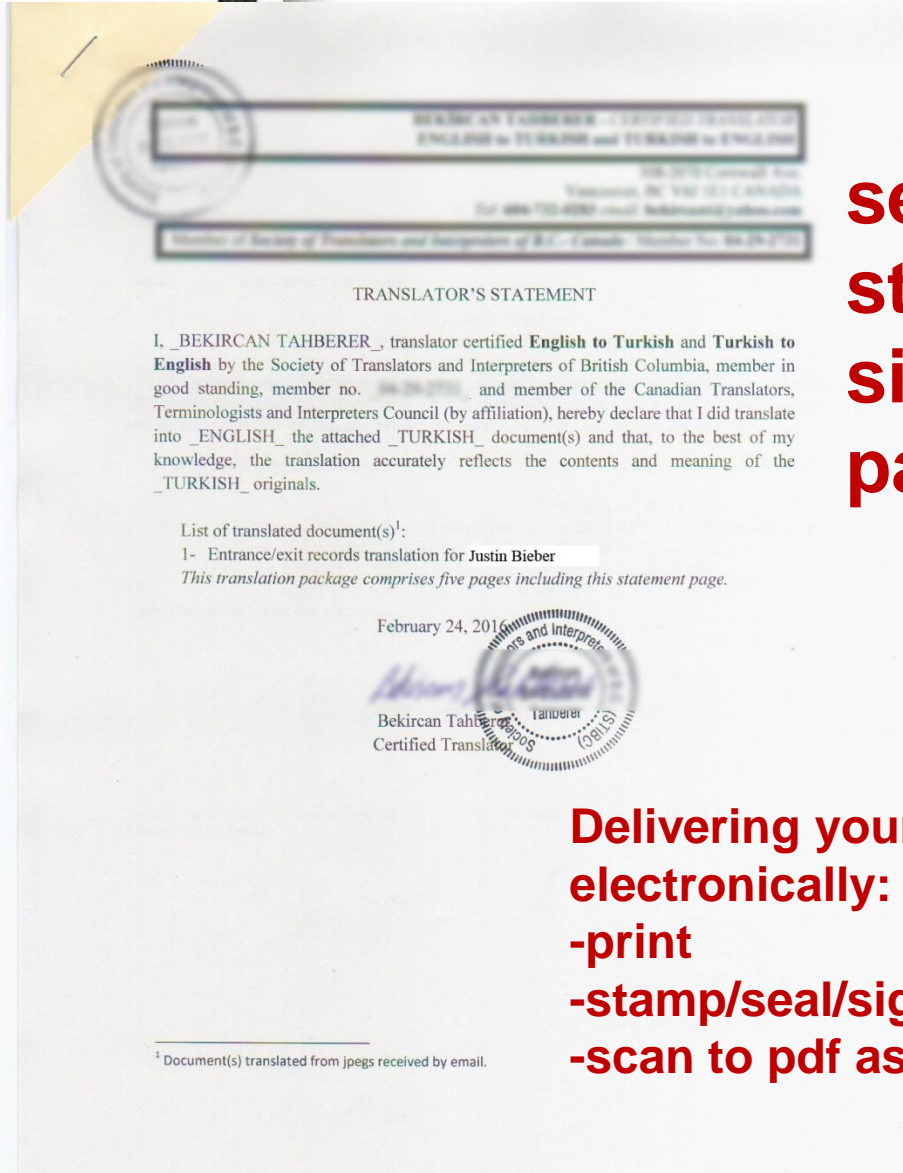 TRANSLATOR'S STATEMENT
I, _BEKIRCAN TAHBERER_, translator certified English to Turkish and Turkish to
English by the Society of Translators and Interpreters of British Columbia, member in
good standing, member no. and member of the Canadian Translators,
Terminologists and Interpreters Council (by affiliation), hereby declare that I did translate
into _ENGLISH_ the attached _TURKISH_ document(s) and that, to the best of my
knowledge, the translation accurately reflects the contents and meaning of the
_TURKISH_ originals.
List of translated document(s)¹:
1- Entrance/exit records translation for Justin Bieber
This translation package comprises five pages including this statement page.
February 24, 2016
and Interpre
Tahberer
Societ
(STIBC)
Bekircan Tahberer
Certified Translator
¹ Document(s) translated from jpegs received by email.
se
st
si
pa
Delivering your
electronically:
-print
-stamp/seal/sig
-scan to pdf as